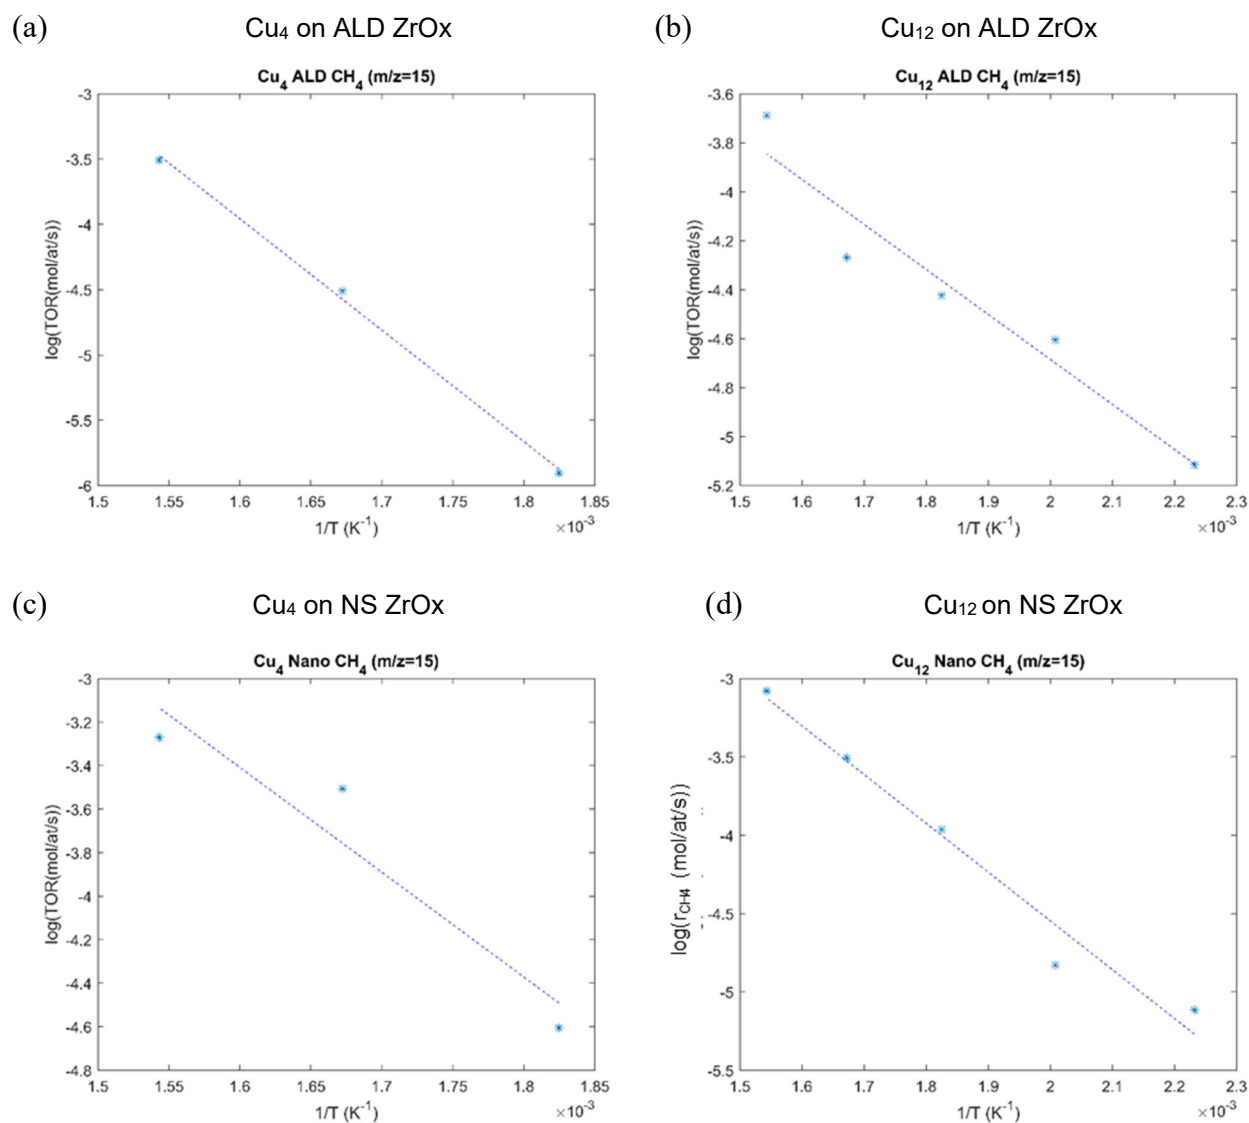 (a) Cu₄ on ALD ZrOx
Cu₄ ALD CH₄ (m/z=15)
-3
-3.5
-4
-4.5
-5
-5.5
-6
log(TOR(mol/at/s))
1.5 1.55 1.6 1.65 1.7 1.75 1.8 1.85
1/T (K⁻¹)
×10⁻³
(b) Cu₁₂ on ALD ZrOx
Cu₁₂ ALD CH₄ (m/z=15)
-3.6
-3.8
-4
-4.2
-4.4
-4.6
-4.8
-5
-5.2
log(TOR(mol/at/s))
1.5 1.6 1.7 1.8 1.9 2 2.1 2.2 2.3
1/T (K⁻¹)
×10⁻³
(c) Cu₄ on NS ZrOx
Cu₄ Nano CH₄ (m/z=15)
-3
-3.2
-3.4
-3.6
-3.8
-4
-4.2
-4.4
-4.6
-4.8
log(TOR(mol/at/s))
1.5 1.55 1.6 1.65 1.7 1.75 1.8 1.85
1/T (K⁻¹)
×10⁻³
(d) Cu₁₂ on NS ZrOx
Cu₁₂ Nano CH₄ (m/z=15)
-3
-3.5
-4
-4.5
-5
-5.5
log(r_CH4 (mol/at/s))
1.5 1.6 1.7 1.8 1.9 2 2.1 2.2 2.3
1/T (K⁻¹)
×10⁻³